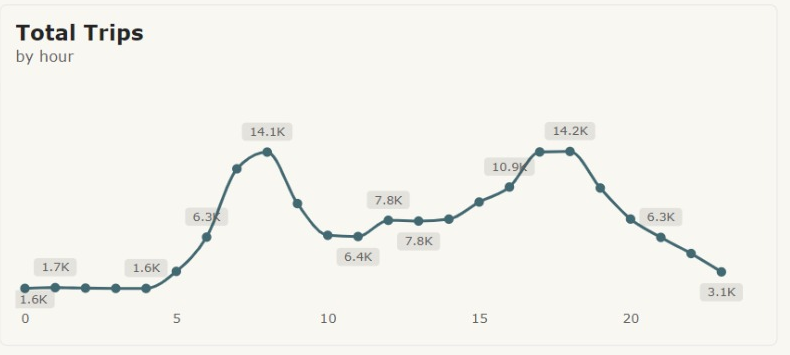 Total Trips
by hour
14.1K
14.2K
10.9K
7.8K
6.3K
6.3K
7.8K
6.4K
1.7K
1.6K
3.1K
1.6K
0 5 10 15 20